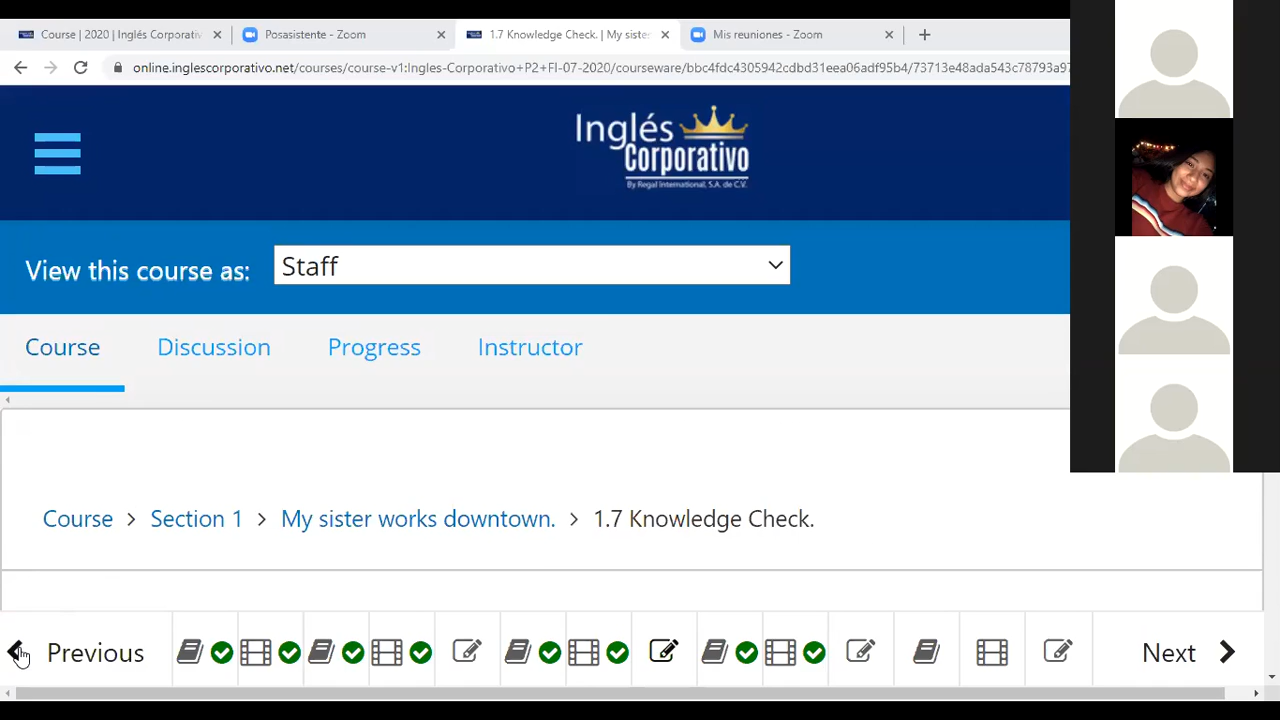 Course | 2020 | Inglés Corporativ
Posasistente - Zoom
1.7 Knowledge Check. | My siste
Mis reuniones - Zoom
online.inglescorporativo.net/courses/course-v1:Ingles-Corporativo+P2+FI-07-2020/courseware/bbc4fdc4305942cdbd31eea06adf95b4/73713e48ada543c78793a97
Inglés
Corporativo
By Regal International, S.A. de C.V.
View this course as: Staff
Course Discussion Progress Instructor
Course > Section 1 > My sister works downtown. > 1.7 Knowledge Check.
Previous Next